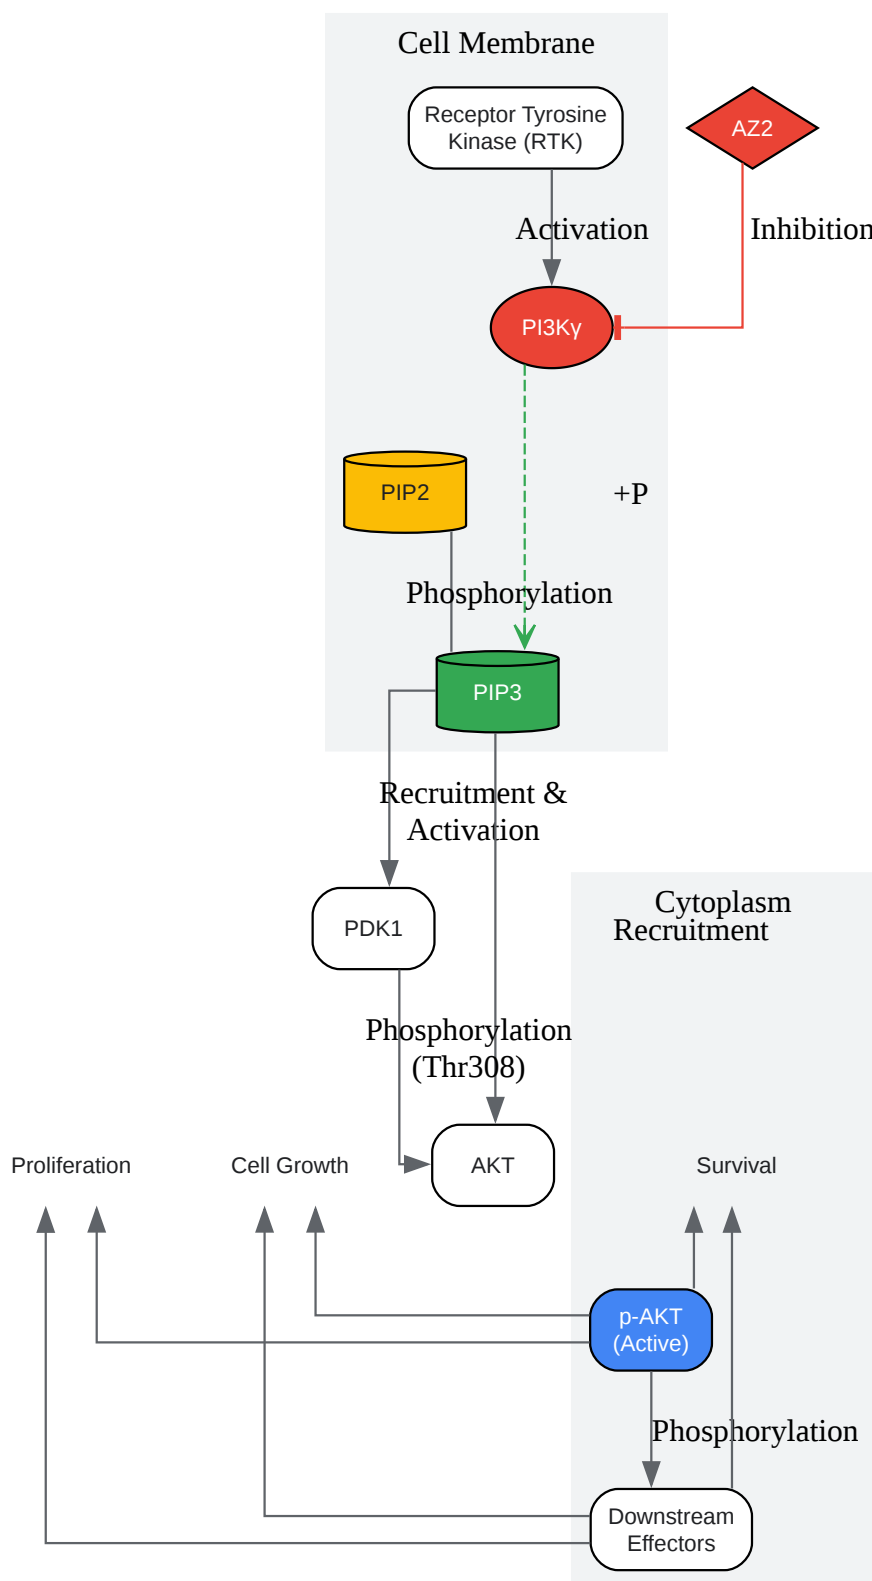 Cell Membrane
Receptor Tyrosine
Kinase (RTK)
AZ2
Activation
Inhibition
PI3Kγ
PIP2
+P
Phosphorylation
PIP3
Recruitment &
Activation
Cytoplasm
Recruitment
PDK1
Phosphorylation
(Thr308)
Proliferation
Cell Growth
AKT
Survival
p-AKT
(Active)
Phosphorylation
Downstream
Effectors